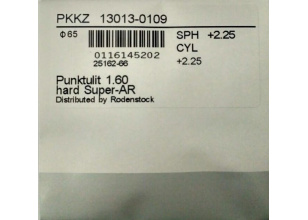 PKKZ 13013-0109
Φ65 SPH +2.25
CYL
0116145202 +2.25
25162-66
Punktulit 1.60
hard Super-AR
Distributed by Rodenstock